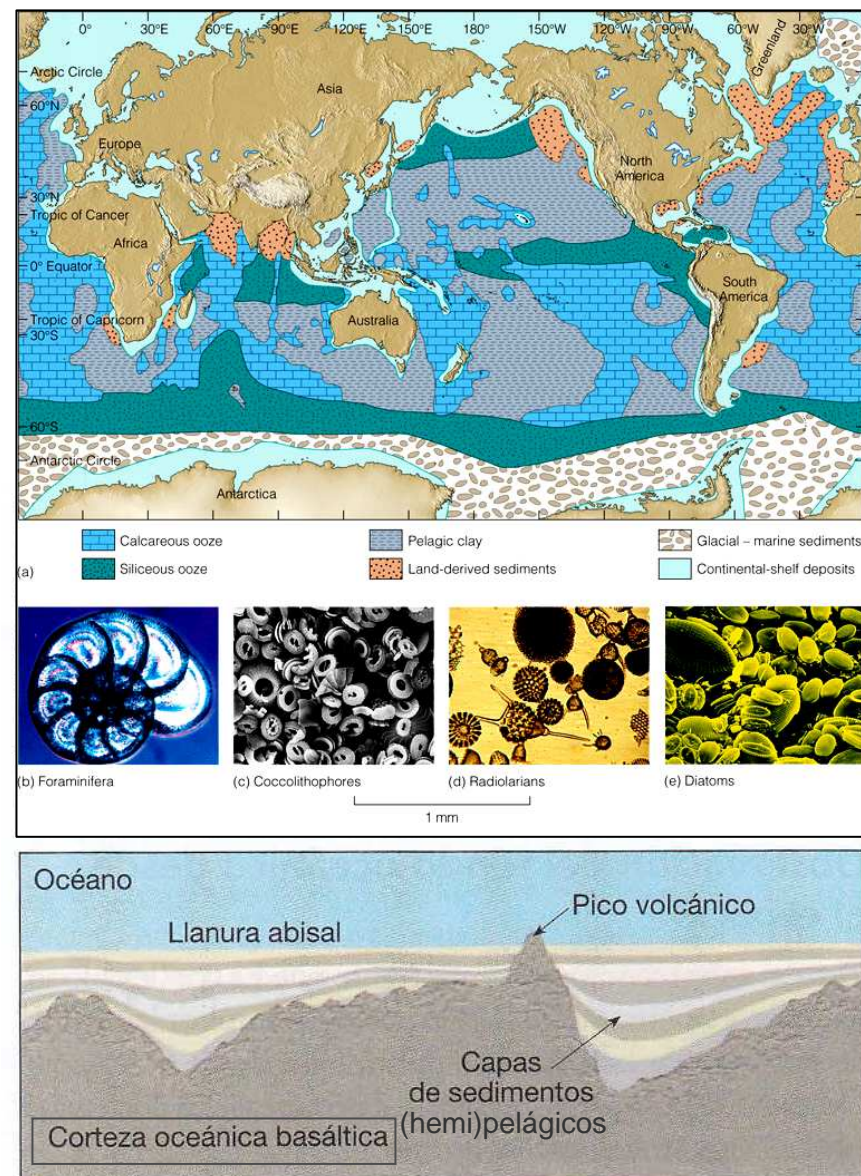 0° 30°E 60°E 90°E 120°E 150°E 180° 150°W 120°W 90°W 60°W 30°W
Greenland
Arctic Circle
60°N
Asia
Europe
North
America
30°N
Tropic of Cancer
Africa
0° Equator
South
America
Tropic of Capricorn
30°S
Australia
60°S
Antarctic Circle
Antarctica
(a)
Calcareous ooze
Pelagic clay
Glacial – marine sediments
Siliceous ooze
Land-derived sediments
Continental-shelf deposits
(b) Foraminifera
(c) Coccolithophores
(d) Radiolarians
(e) Diatoms
1 mm
Océano
Pico volcánico
Llanura abisal
Capas
de sedimentos
(hemi)pelágicos
Corteza oceánica basáltica